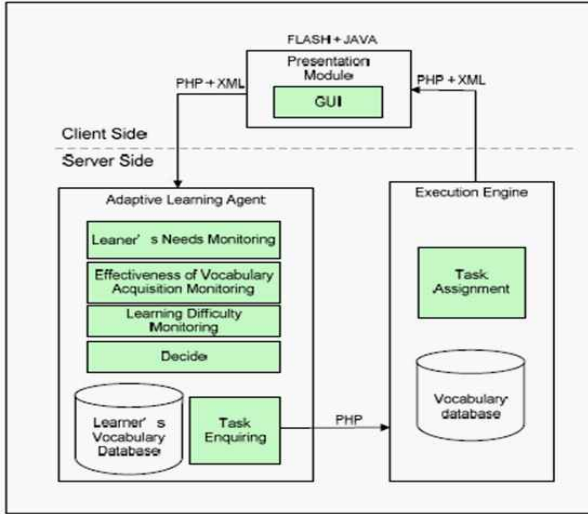 FLASH + JAVA
Presentation
Module
GUI
PHP + XML
PHP + XML
Client Side
Server Side
Adaptive Learning Agent
Leaner's Needs Monitoring
Effectiveness of Vocabulary
Acquisition Monitoring
Learning Difficulty
Monitoring
Decide
Learner's
Vocabulary
Database
Task
Enquiring
PHP
Execution Engine
Task
Assignment
Vocabulary
database